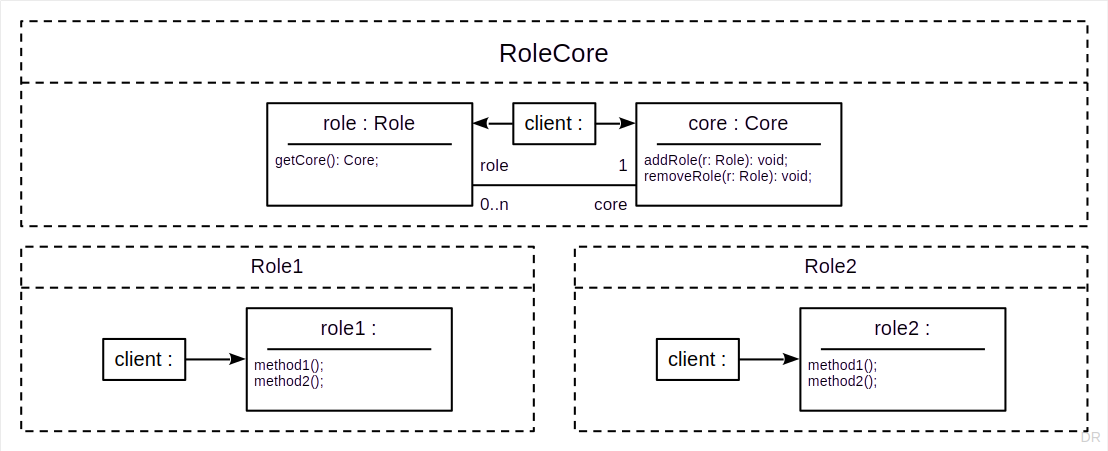 RoleCore
role : Role
client :
core : Core
getCore(): Core;
addRole(r: Role): void;
removeRole(r: Role): void;
role
1
0..n
core
Role1
role1 :
client :
method1();
method2();
Role2
role2 :
client :
method1();
method2();
DR